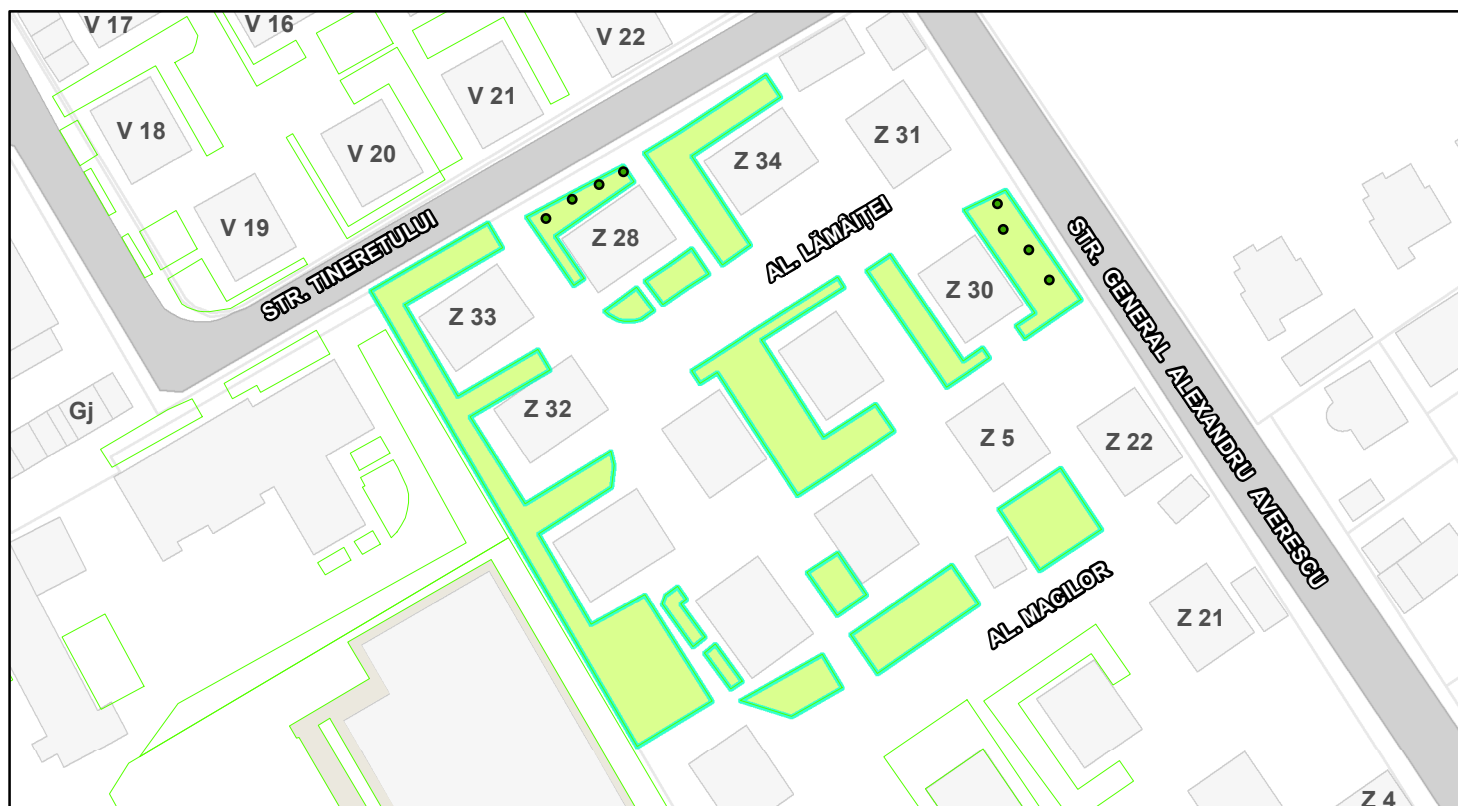 V 17
V 16
V 22
V 21
V 18
V 20
V 19
Z 31
Z 34
Z 28
STR. TINERETULUI
AL. LĂMÂIȚEI
Z 33
Z 30
STR. GENERAL ALEXANDRU AVERESCU
Z 32
Gj
Z 5
Z 22
AL. MACILOR
Z 21
Z 4